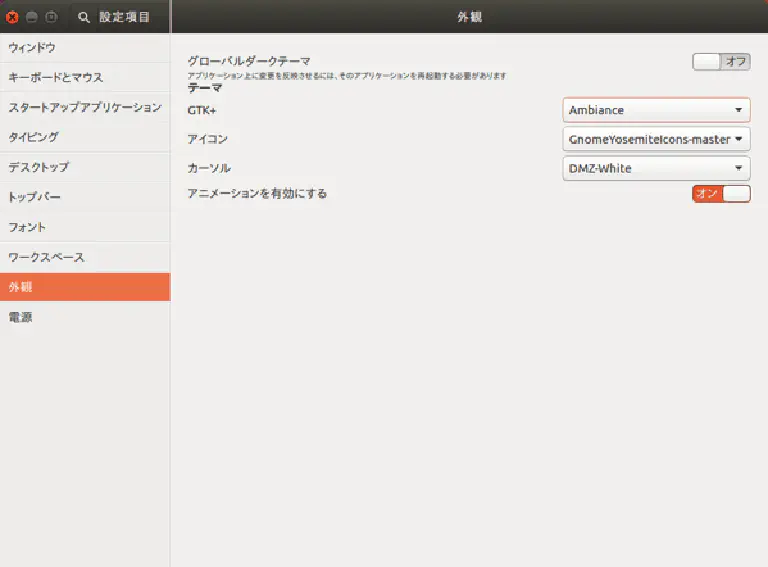 設定項目
外観
ウィンドウ
キーボードとマウス
スタートアップアプリケーション
タイピング
デスクトップ
トップバー
フォント
ワークスペース
外観
電源
グローバルダークテーマ
オフ
アプリケーション上に変更を反映させるには、そのアプリケーションを再起動する必要があります
テーマ
GTK+
Ambiance
アイコン
GnomeYosemiteIcons-master
カーソル
DMZ-White
アニメーションを有効にする
オン